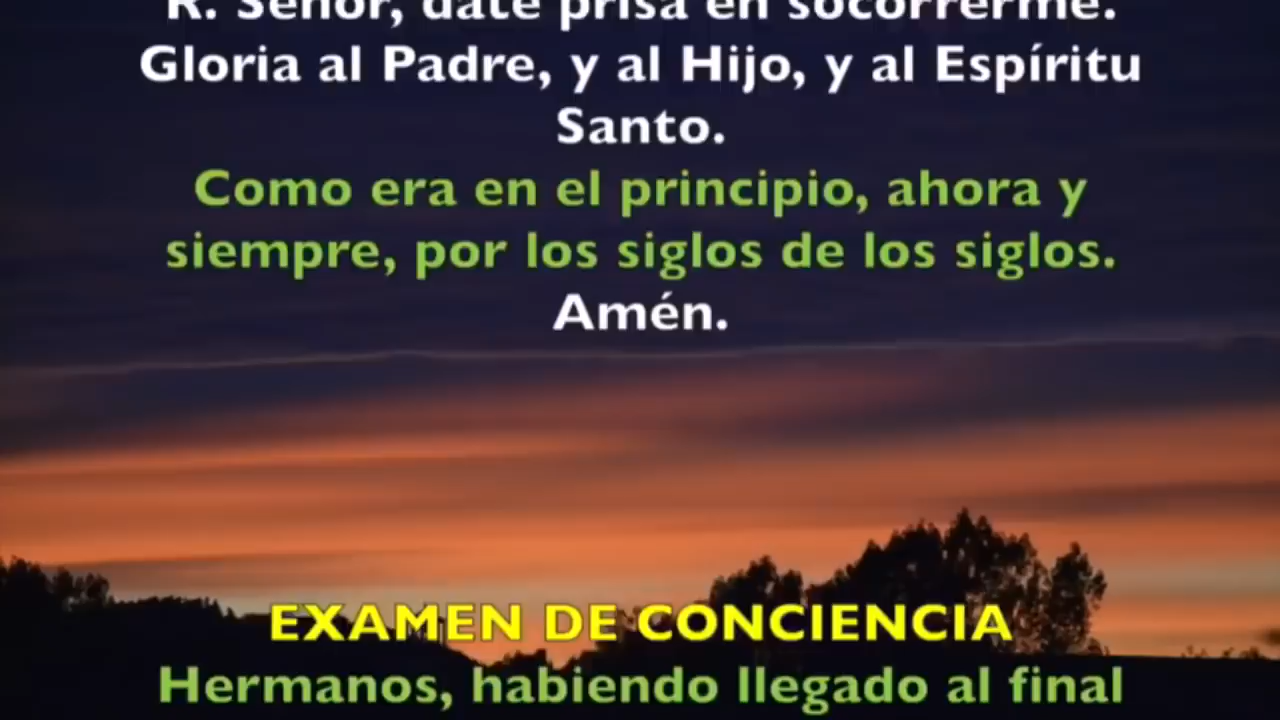 R. Señor, date prisa en socorrerme.
Gloria al Padre, y al Hijo, y al Espíritu
Santo.
Como era en el principio, ahora y
siempre, por los siglos de los siglos.
Amén.
EXAMEN DE CONCIENCIA
Hermanos, habiendo llegado al final